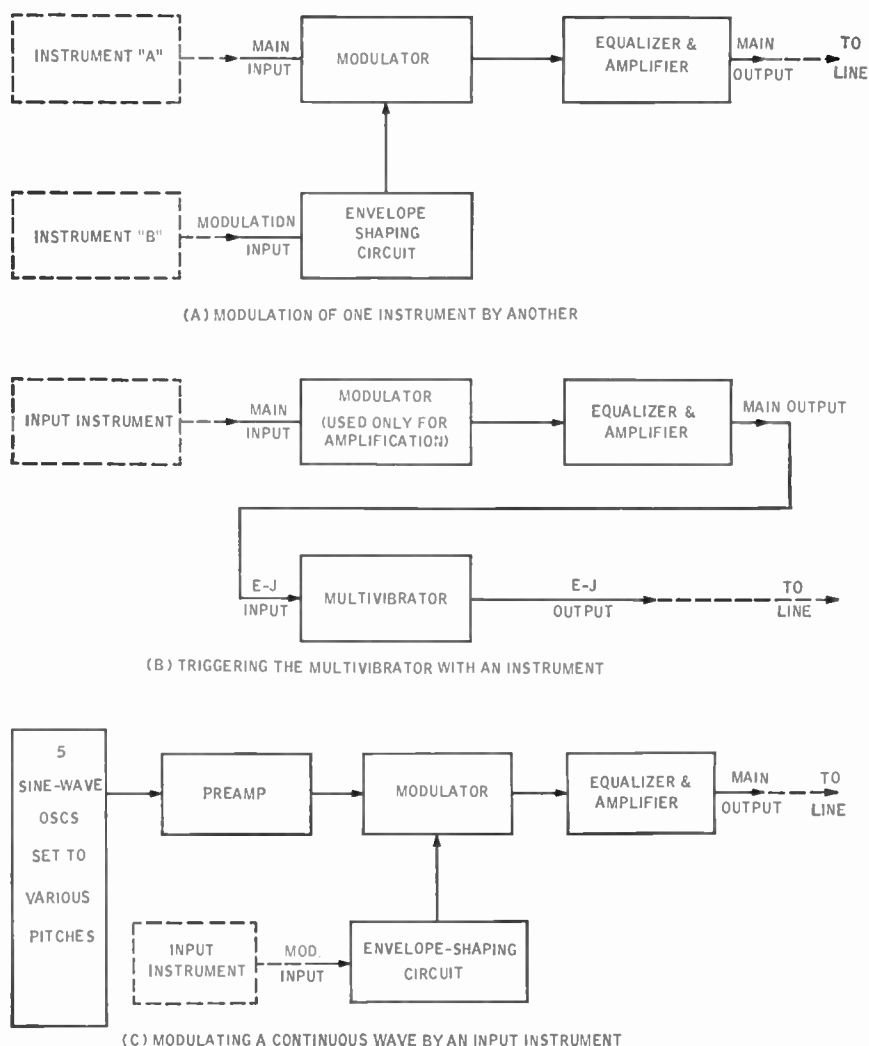 INSTRUMENT "A"
MAIN
INPUT
MODULATOR
EQUALIZER &
AMPLIFIER
MAIN
OUTPUT
TO
LINE
INSTRUMENT "B"
MODULATION
INPUT
ENVELOPE
SHAPING
CIRCUIT
(A) MODULATION OF ONE INSTRUMENT BY ANOTHER
INPUT INSTRUMENT
MAIN
INPUT
MODULATOR
(USED ONLY FOR
AMPLIFICATION)
EQUALIZER &
AMPLIFIER
MAIN OUTPUT
E-J
INPUT
MULTIVIBRATOR
E-J
OUTPUT
TO
LINE
(B) TRIGGERING THE MULTIVIBRATOR WITH AN INSTRUMENT
5
SINE-WAVE
OSCS
SET TO
VARIOUS
PITCHES
PREAMP
MODULATOR
EQUALIZER &
AMPLIFIER
MAIN
OUTPUT
TO
LINE
INPUT
INSTRUMENT
MOD.
INPUT
ENVELOPE-SHAPING
CIRCUIT
(C) MODULATING A CONTINUOUS WAVE BY AN INPUT INSTRUMENT